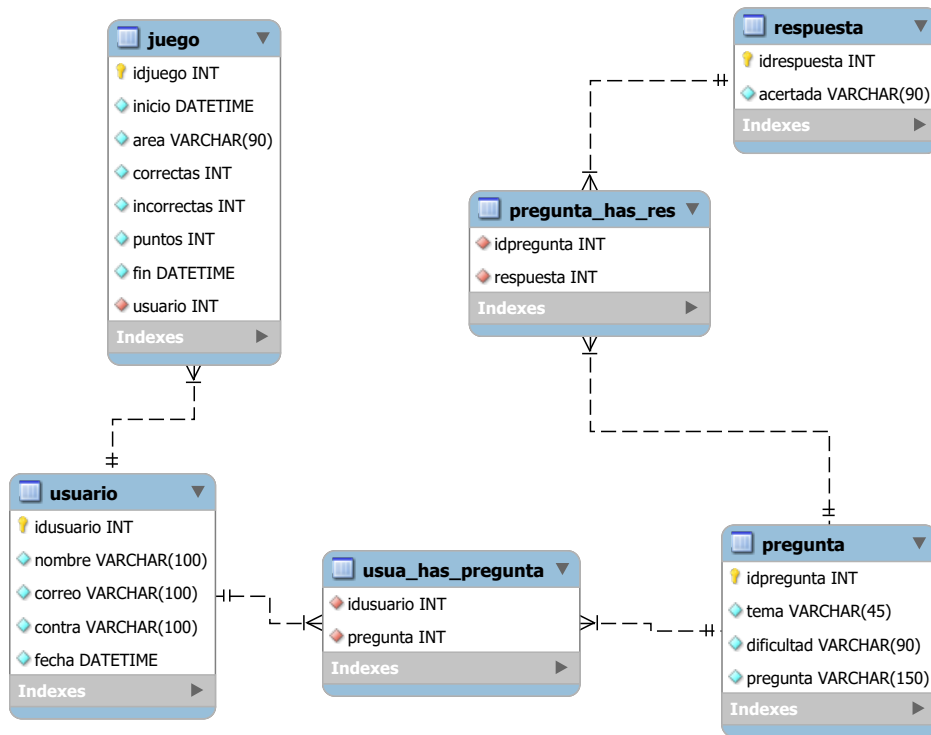 juego
idjuego INT
inicio DATETIME
area VARCHAR(90)
correctas INT
incorrectas INT
puntos INT
fin DATETIME
usuario INT
Indexes
respuesta
idrespuesta INT
acertada VARCHAR(90)
Indexes
pregunta_has_res
idpregunta INT
respuesta INT
Indexes
usuario
idusuario INT
nombre VARCHAR(100)
correo VARCHAR(100)
contra VARCHAR(100)
fecha DATETIME
Indexes
usua_has_pregunta
idusuario INT
pregunta INT
Indexes
pregunta
idpregunta INT
tema VARCHAR(45)
dificultad VARCHAR(90)
pregunta VARCHAR(150)
Indexes